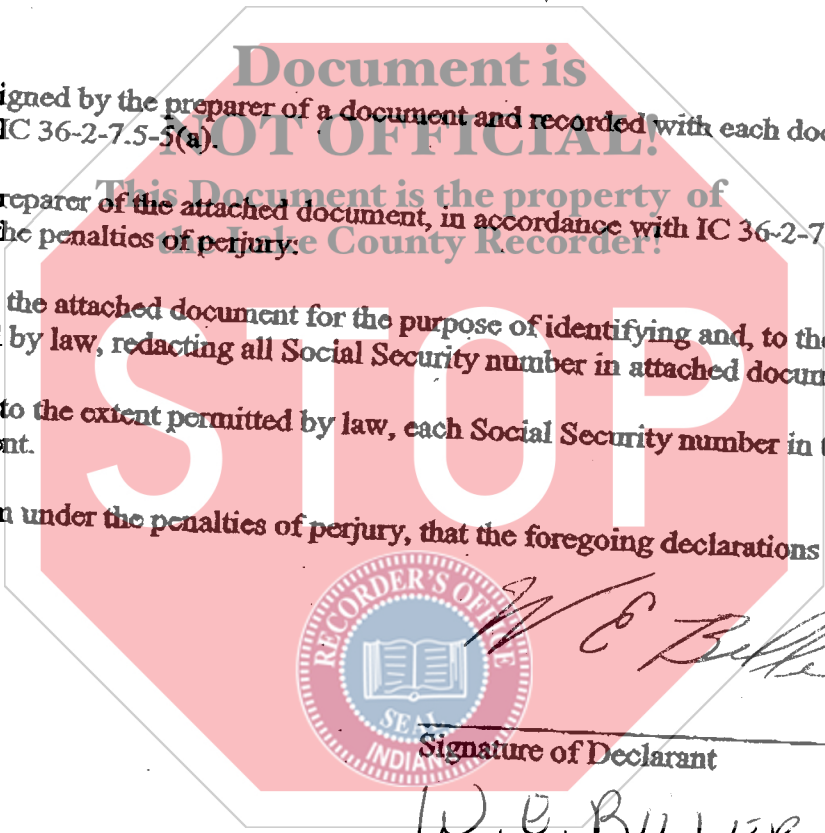 Document is
igned by the preparer of a document and recorded with each doc
IC 36-2-7.5-5(a).
NOT OFFICIAL!
This Document is the property of
reparer of the attached document, in accordance with IC 36-2-7
the Lake County Recorder!
he penalties of perjury:
the attached document for the purpose of identifying and, to the
by law, redacting all Social Security number in attached docum
to the extent permitted by law, each Social Security number in t
nt.
STOP
n under the penalties of perjury, that the foregoing declarations
RECORDER'S OFFICE
SEAL
INDIANA
W E
Signature of Declarant
W. E.